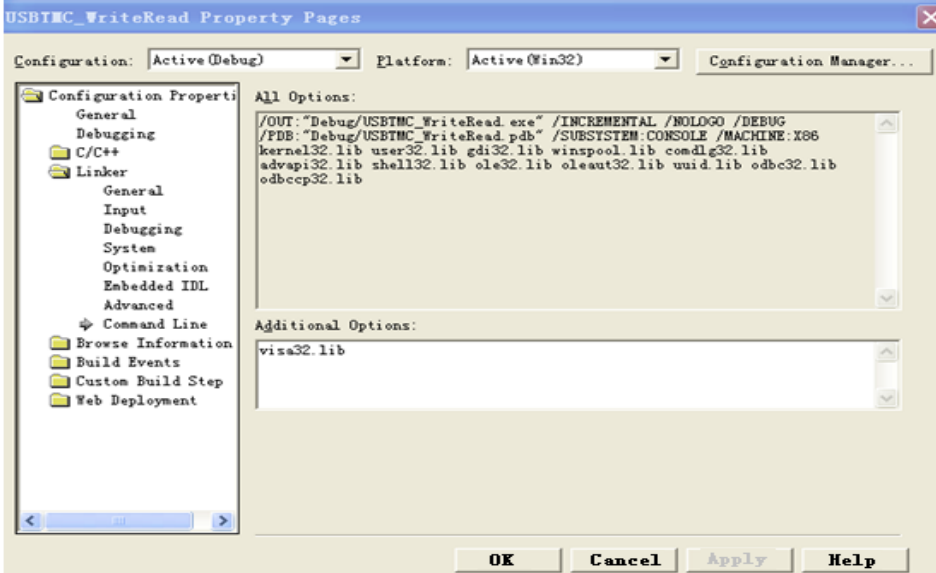 USBTMC_WriteRead Property Pages
Configuration: Active(Debug) Platform: Active(Win32) Configuration Manager...
Configuration Properti
General
Debugging
C/C++
Linker
General
Input
Debugging
System
Optimization
Embedded IDL
Advanced
Command Line
Browse Information
Build Events
Custom Build Step
Web Deployment
All Options:
/OUT:"Debug/USBTMC_WriteRead.exe" /INCREMENTAL /NOLOGO /DEBUG
/PDB:"Debug/USBTMC_WriteRead.pdb" /SUBSYSTEM:CONSOLE /MACHINE:X86
kernel32.lib user32.lib gdi32.lib winspool.lib comdlg32.lib
advapi32.lib shell32.lib ole32.lib oleaut32.lib uuid.lib odbc32.lib
odbccp32.lib
Additional Options:
visa32.lib
OK Cancel Apply Help